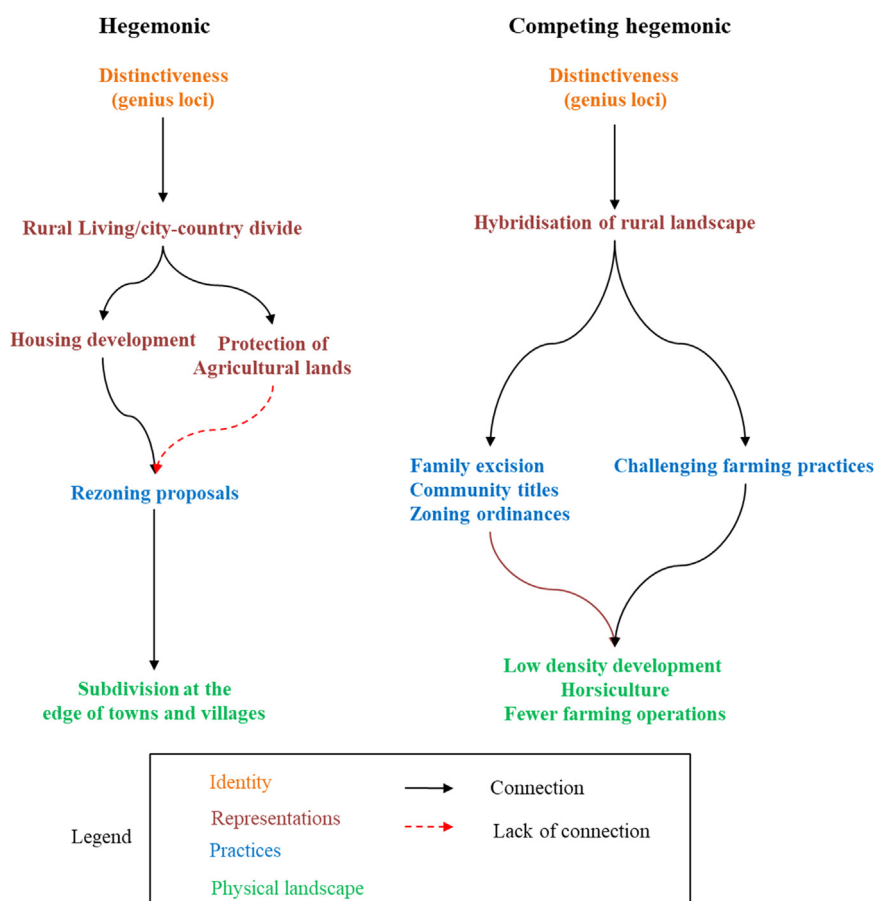 Hegemonic
Distinctiveness
(genius loci)
Rural Living/city-country divide
Housing development
Protection of
Agricultural lands
Rezoning proposals
Subdivision at the
edge of towns and villages
Competing hegemonic
Distinctiveness
(genius loci)
Hybridisation of rural landscape
Family excision
Community titles
Zoning ordinances
Challenging farming practices
Low density development
Horsiculture
Fewer farming operations
Legend
Identity
Representations
Practices
Physical landscape
Connection
Lack of connection